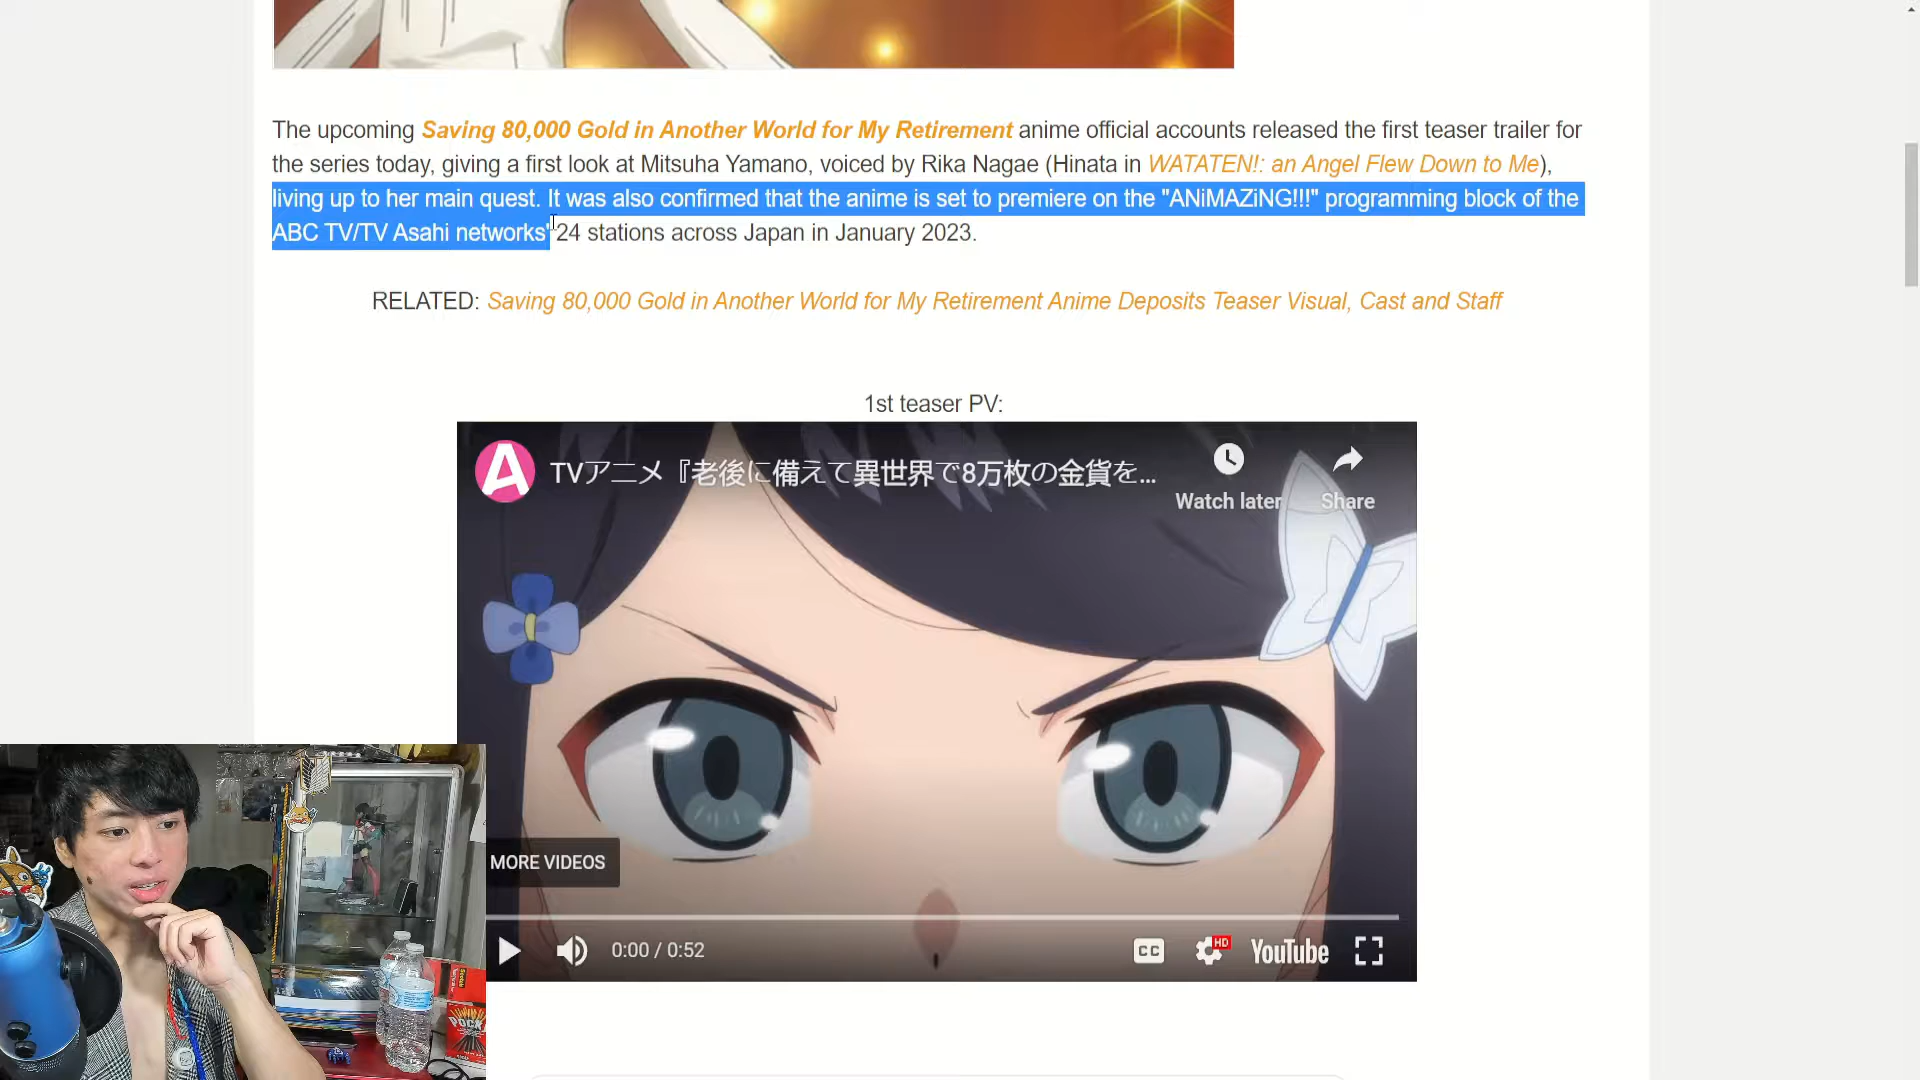 The upcoming Saving 80,000 Gold in Another World for My Retirement anime official accounts released the first teaser trailer for
the series today, giving a first look at Mitsuha Yamano, voiced by Rika Nagae (Hinata in WATATEN!: an Angel Flew Down to Me),
living up to her main quest. It was also confirmed that the anime is set to premiere on the "ANiMAZiNG!!!" programming block of the
ABC TV/TV Asahi networks' 24 stations across Japan in January 2023.
RELATED: Saving 80,000 Gold in Another World for My Retirement Anime Deposits Teaser Visual, Cast and Staff
1st teaser PV:
TVアニメ『老後に備えて異世界で8万枚の金貨を...
Watch later
Share
MORE VIDEOS
0:00 / 0:52
CC
HD
YouTube